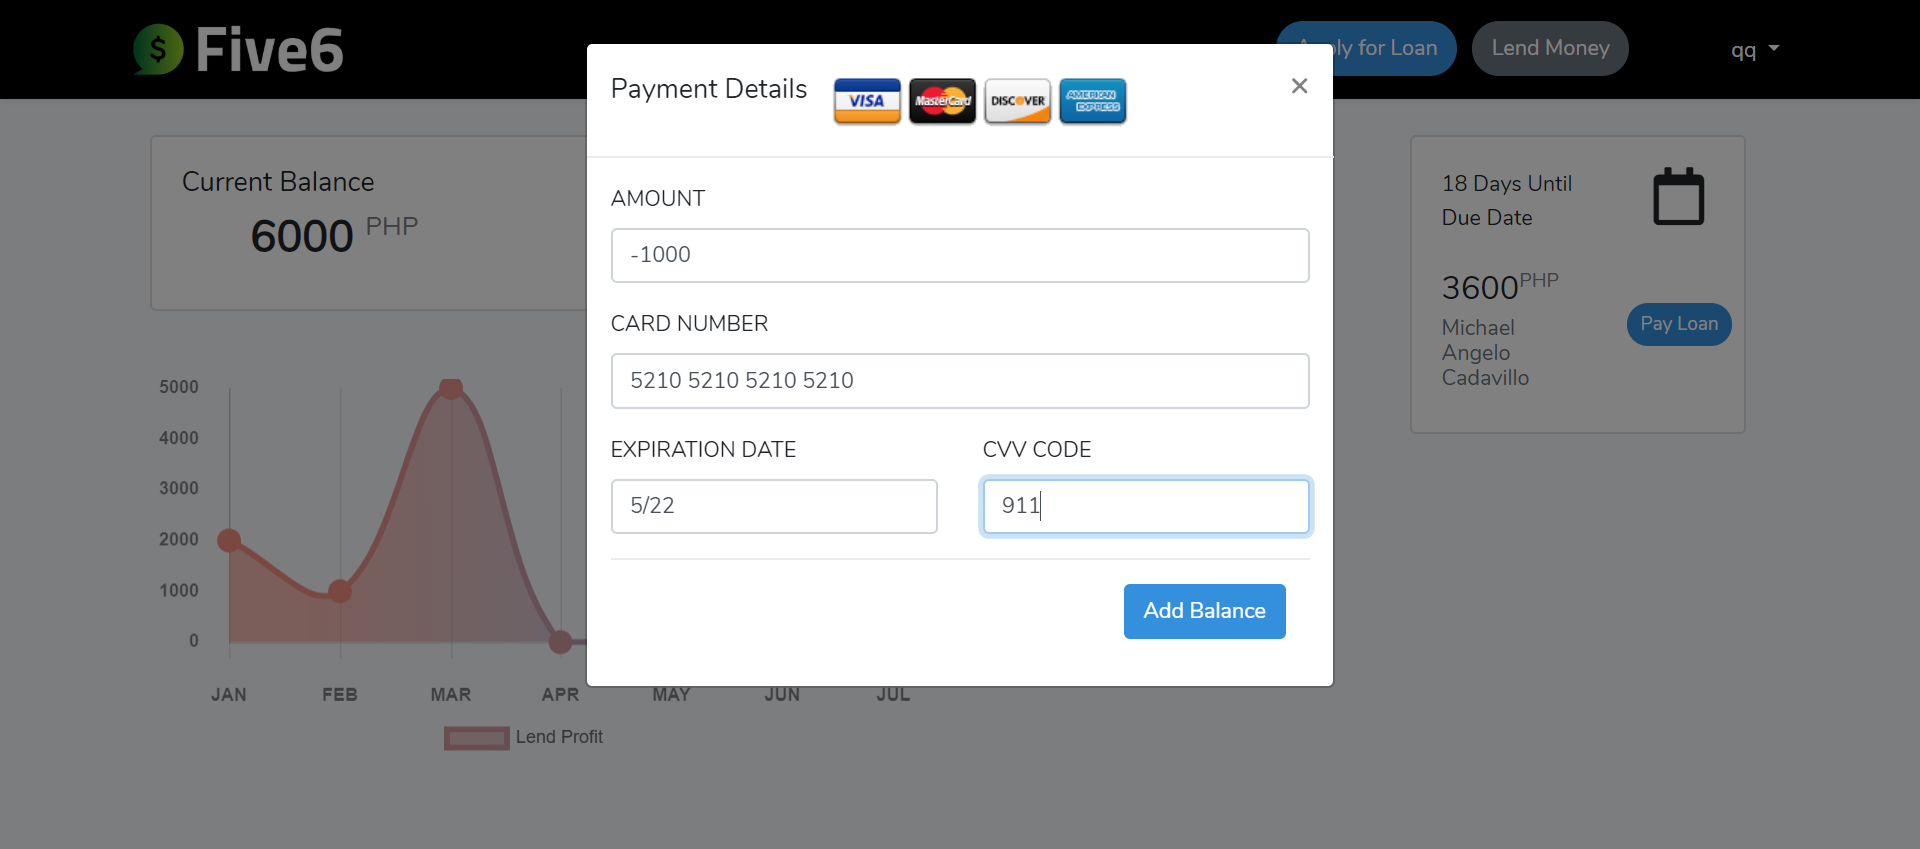 Five6
Apply for Loan
Lend Money
qq
Payment Details
VISA
MasterCard
DISCOVER
AMERICAN
EXPRESS
×
Current Balance
6000 PHP
AMOUNT
-1000
CARD NUMBER
5210 5210 5210 5210
EXPIRATION DATE
CVV CODE
5/22
911
Add Balance
18 Days Until
Due Date
3600PHP
Michael
Angelo
Cadavillo
Pay Loan
5000
4000
3000
2000
1000
0
JAN FEB MAR APR MAY JUN JUL
Lend Profit